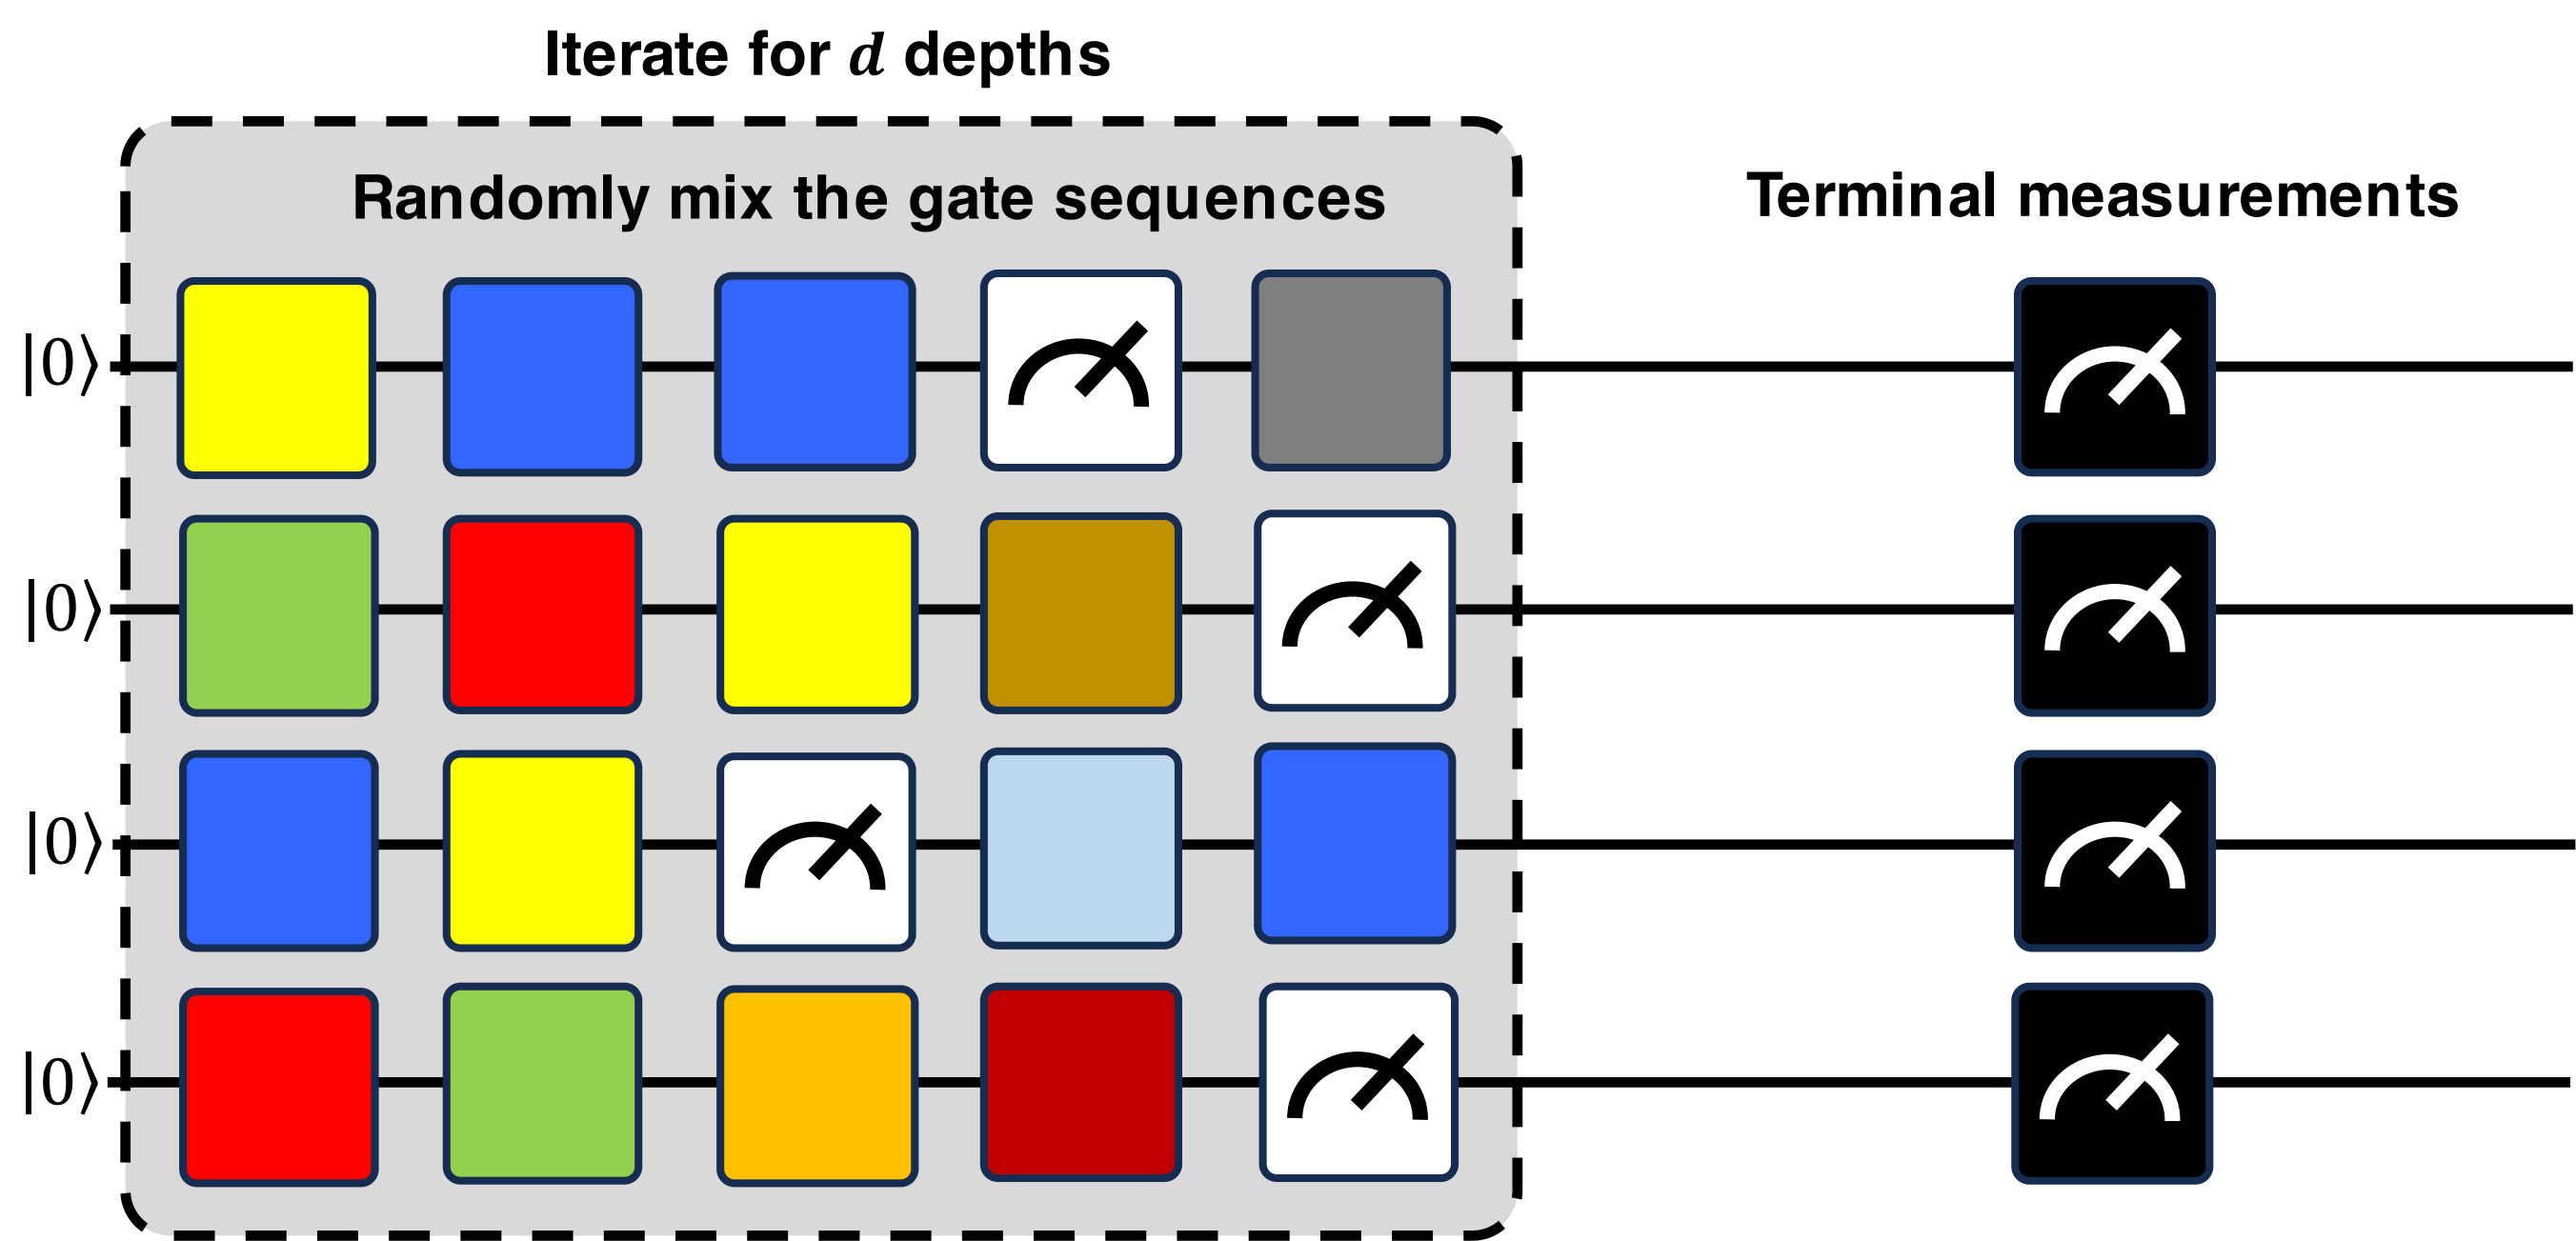 Iterate for d depths
Randomly mix the gate sequences
Terminal measurements
|0⟩
|0⟩
|0⟩
|0⟩